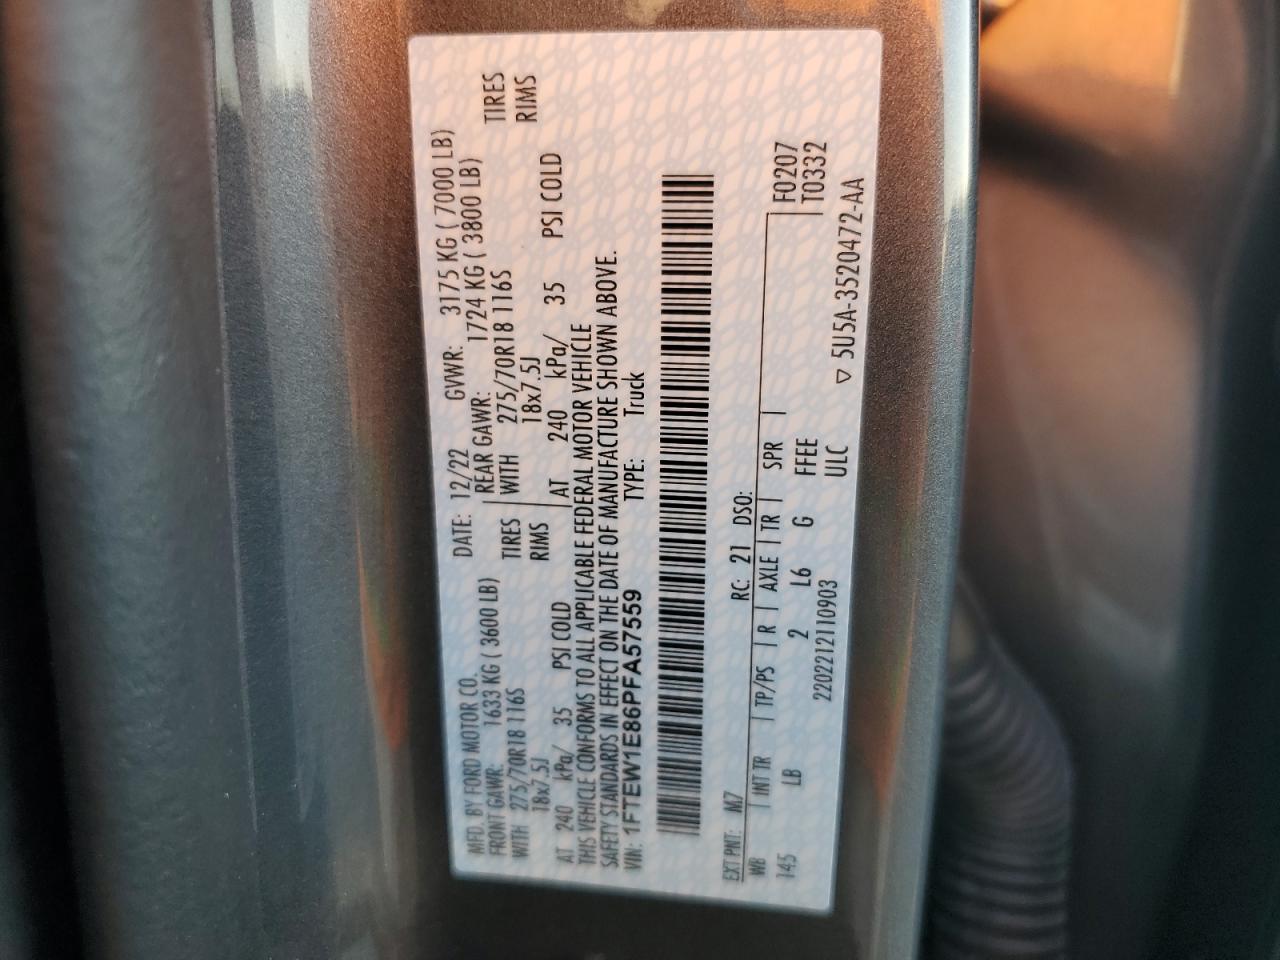 MFD. BY FORD MOTOR CO. DATE: 12/22 GVWR: 3175 KG ( 7000 LB)
FRONT GAWR: 1633 KG ( 3600 LB) REAR GAWR: 1724 KG ( 3800 LB)
WITH 275/70R18 116S TIRES WITH 275/70R18 116S TIRES
18x7.5J RIMS 18x7.5J RIMS
AT 240 kPa/ 35 PSI COLD AT 240 kPa/ 35 PSI COLD
THIS VEHICLE CONFORMS TO ALL APPLICABLE FEDERAL MOTOR VEHICLE
SAFETY STANDARDS IN EFFECT ON THE DATE OF MANUFACTURE SHOWN ABOVE.
VIN: 1FTEW1E86PFA57559 TYPE: Truck
EXT PNT: M7 RC: 21 DSO:
WB INT TR TP/PS R AXLE TR SPR F0207
145 LB 2 L6 G FFEE T0332
2202212110903 ULC ▽ 5U5A-3520472-AA